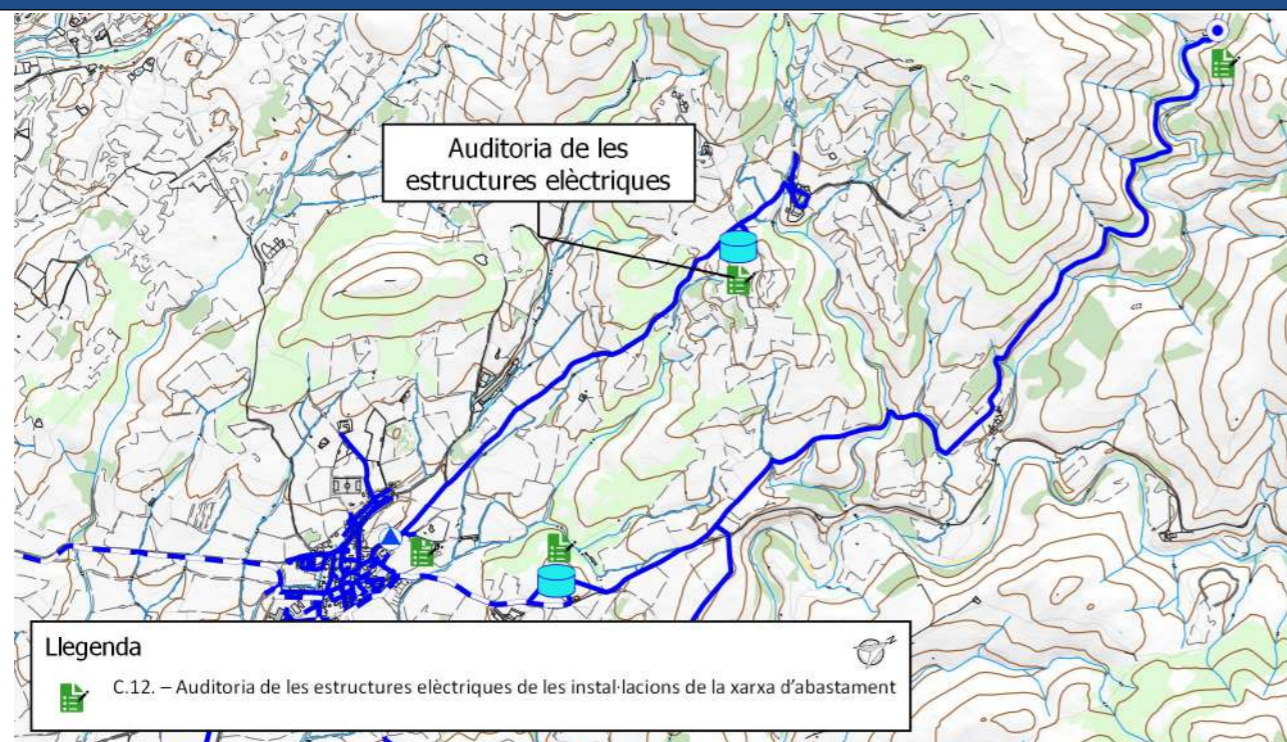 Auditoria de les
estructures elèctriques
Llegenda
N
C.12. – Auditoria de les estructures elèctriques de les instal·lacions de la xarxa d’abastament